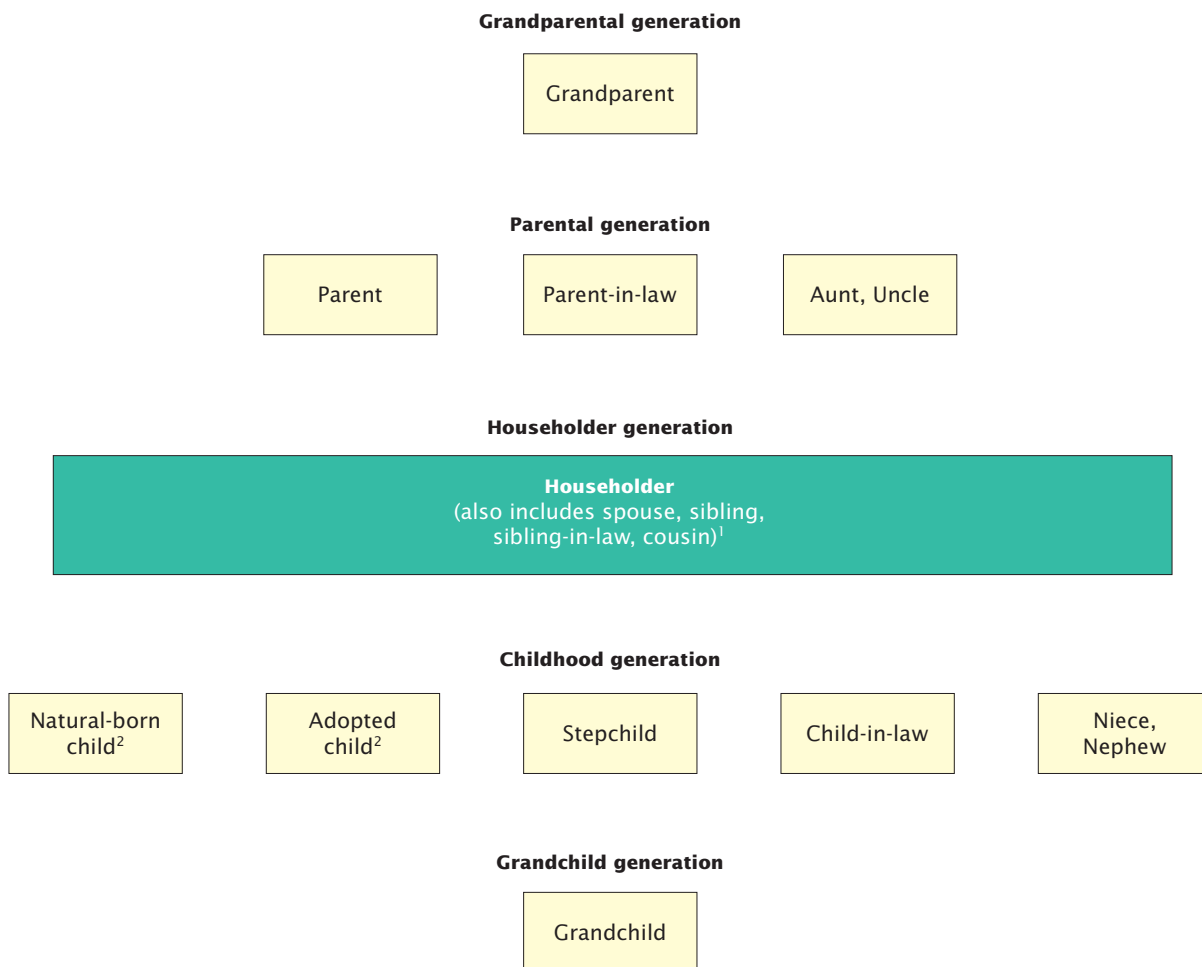 Grandparental generation
Grandparent
Parental generation
Parent
Parent-in-law
Aunt, Uncle
Householder generation
Householder
(also includes spouse, sibling,
sibling-in-law, cousin)¹
Childhood generation
Natural-born
child²
Adopted
child²
Stepchild
Child-in-law
Niece,
Nephew
Grandchild generation
Grandchild